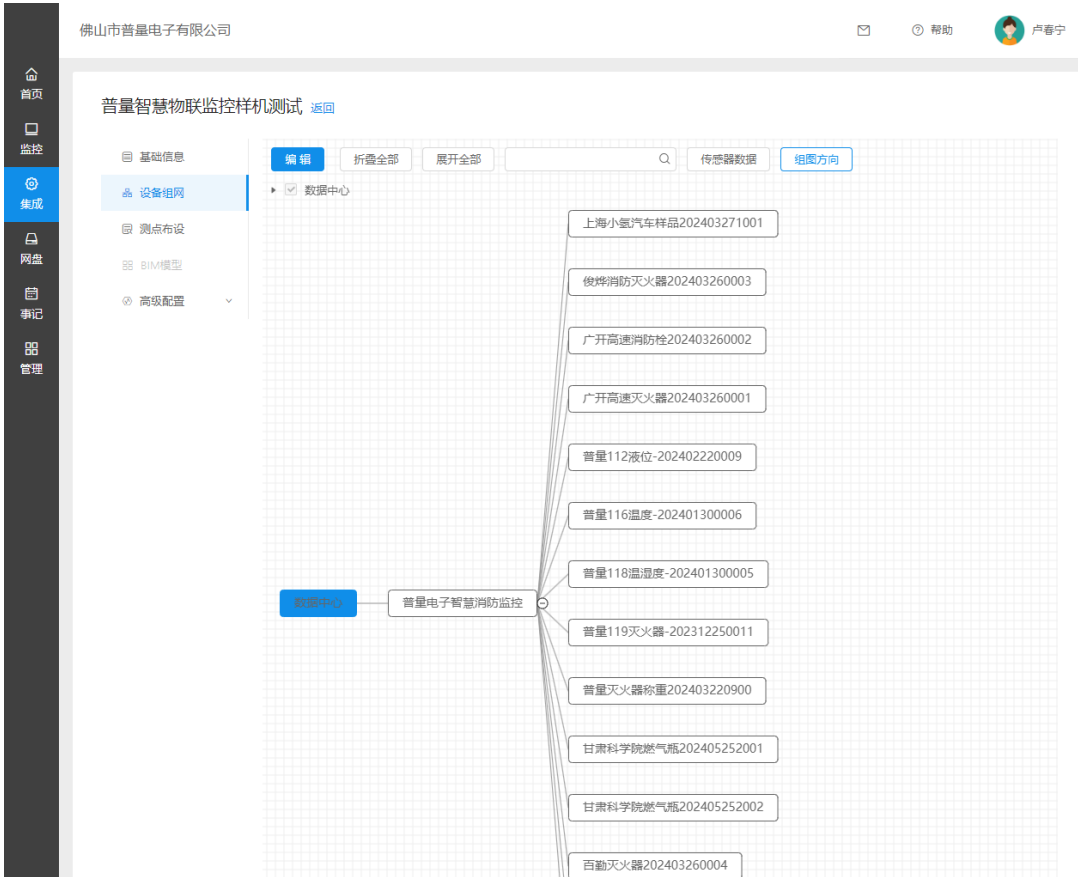 佛山市普量电子有限公司
帮助
卢春宁
首页
监控
集成
网盘
事记
管理
普量智慧物联监控样机测试 返回
基础信息
设备组网
测点布设
BIM模型
高级配置
编 辑 折叠全部 展开全部 传感器数据 组图方向
数据中心
上海小氢汽车样品202403271001
俊烨消防灭火器202403260003
广开高速消防栓202403260002
广开高速灭火器202403260001
普量112液位-202402220009
普量116温度-202401300006
普量118温湿度-202401300005
数据中心
普量电子智慧消防监控
普量119灭火器-202312250011
普量灭火器称重202403220900
甘肃科学院燃气瓶202405252001
甘肃科学院燃气瓶202405252002
百勤灭火器202403260004